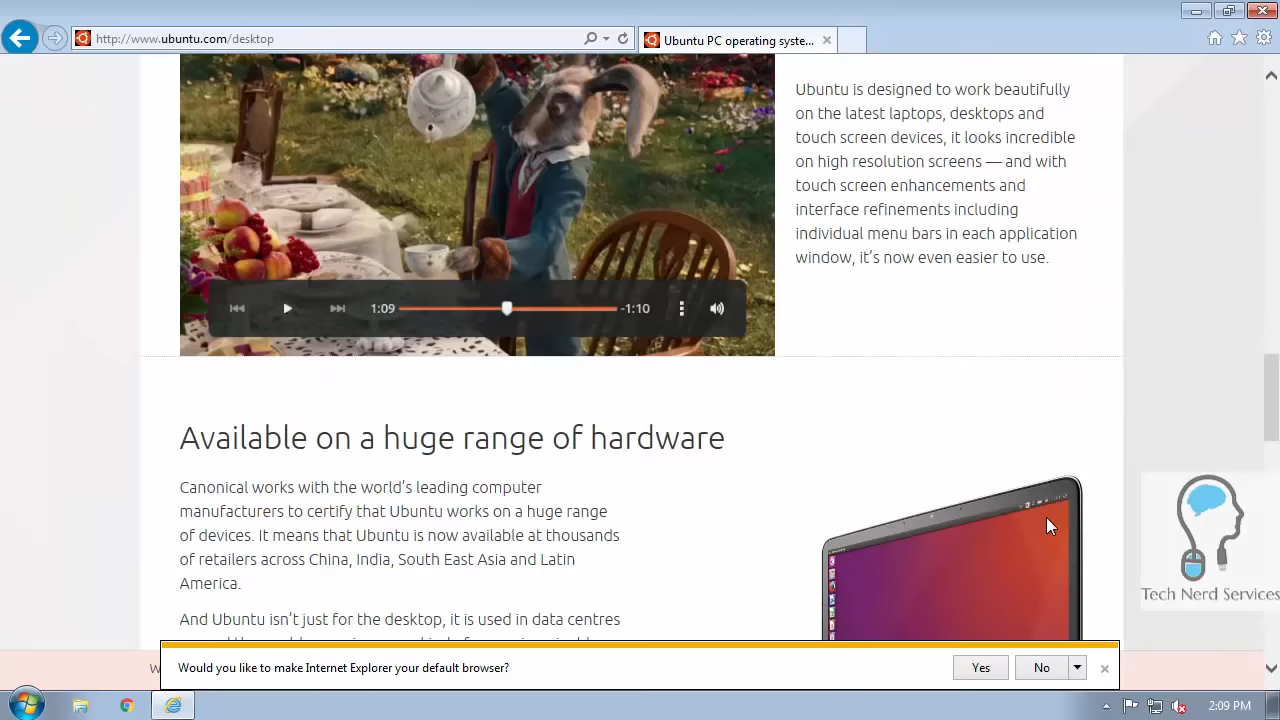 http://www.ubuntu.com/desktop
Ubuntu PC operating syste...
Ubuntu is designed to work beautifully
on the latest laptops, desktops and
touch screen devices, it looks incredible
on high resolution screens — and with
touch screen enhancements and
interface refinements including
individual menu bars in each application
window, it’s now even easier to use.
1:09
-1:10
Available on a huge range of hardware
Canonical works with the world’s leading computer
manufacturers to certify that Ubuntu works on a huge range
of devices. It means that Ubuntu is now available at thousands
of retailers across China, India, South East Asia and Latin
America.
And Ubuntu isn’t just for the desktop, it is used in data centres
Tech Nerd Services
Would you like to make Internet Explorer your default browser?
Yes
No
2:09 PM